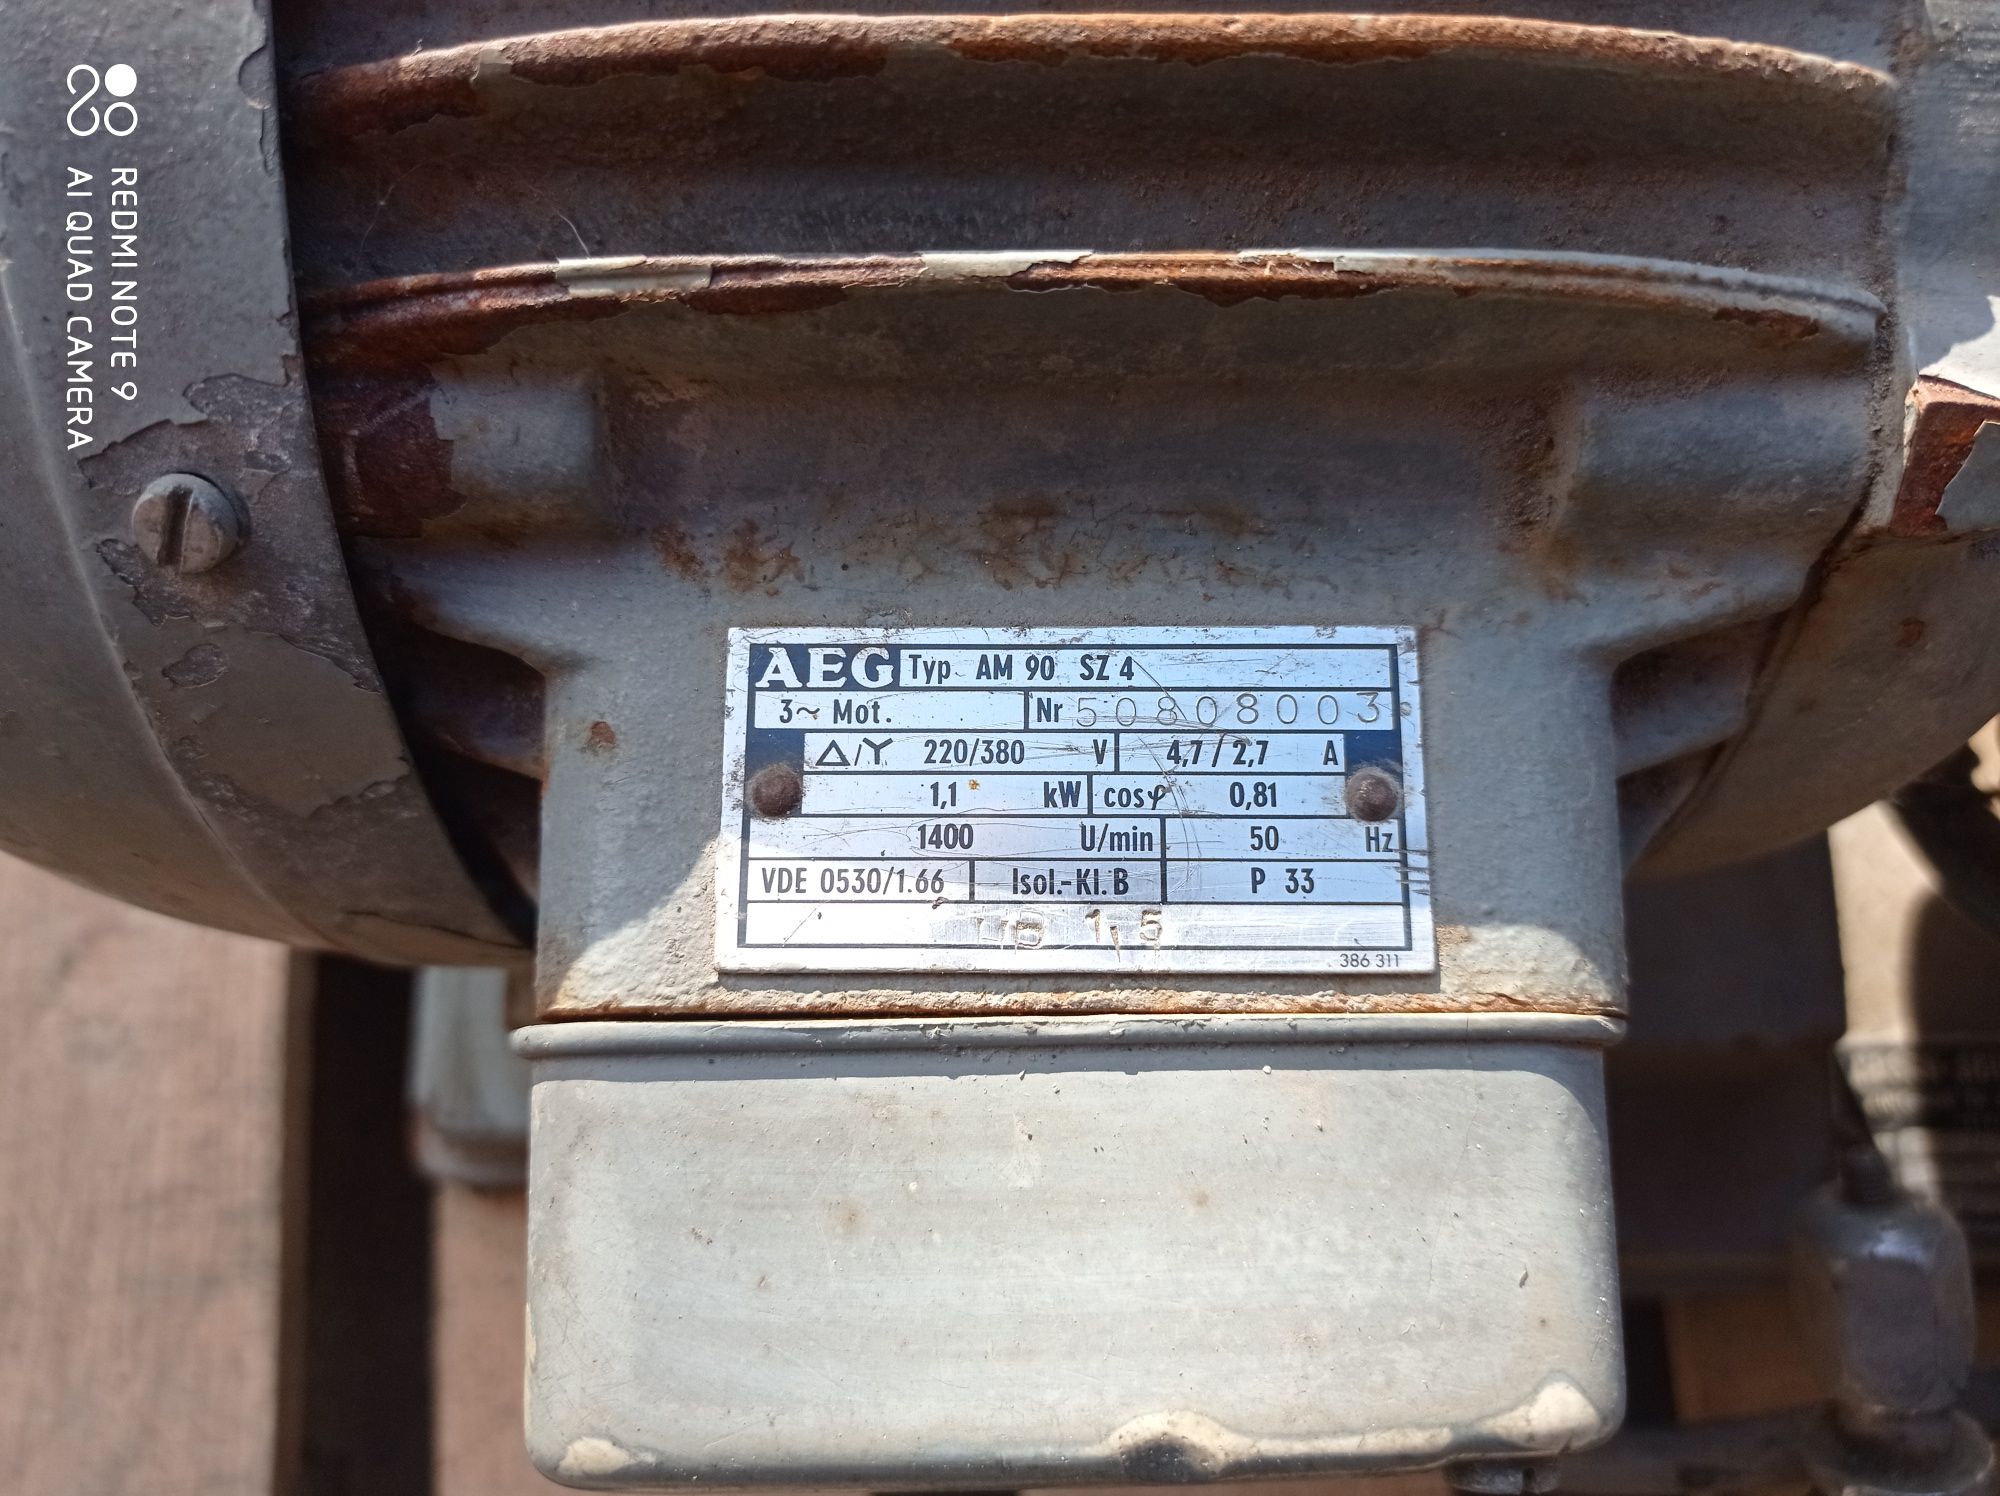 REDMI NOTE 9
AI QUAD CAMERA
AEG Typ AM 90 SZ 4
3~ Mot. Nr 50808003
Δ/Y 220/380 V 4,7/2,7 A
1,1 kW cosφ 0,81
1400 U/min 50 Hz
VDE 0530/1.66 Isol.-Kl. B P 33
1,5
386 311